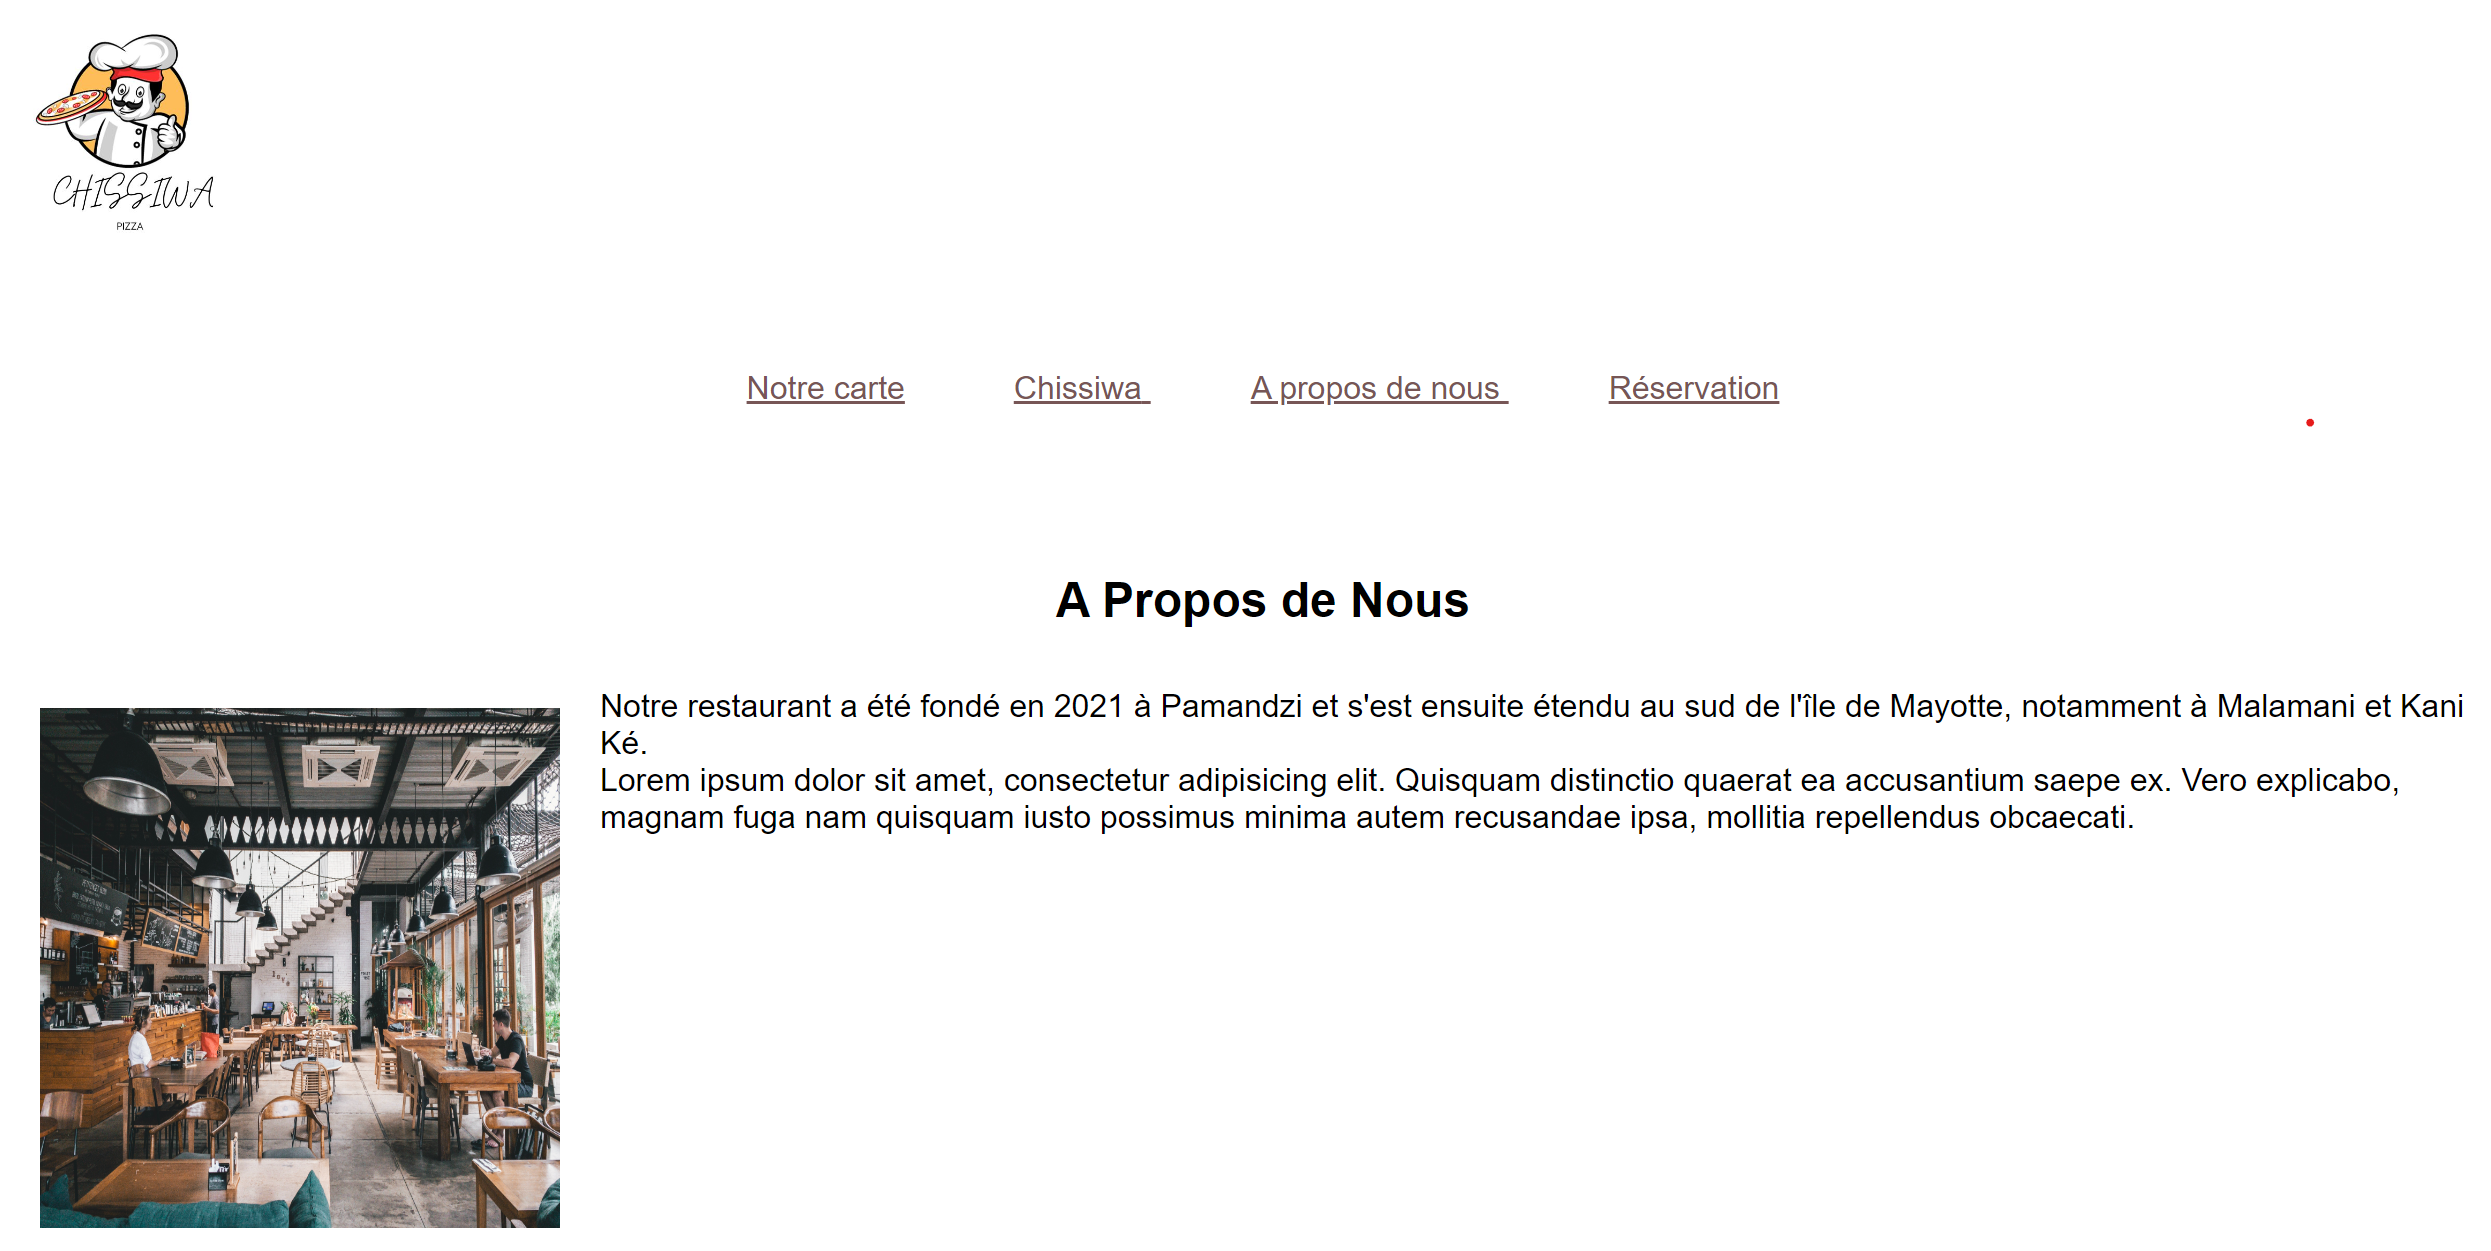 CHISSIWA
PIZZA
Notre carte Chissiwa A propos de nous Réservation
A Propos de Nous
Notre restaurant a été fondé en 2021 à Pamandzi et s'est ensuite étendu au sud de l'île de Mayotte, notamment à Malamani et Kani
Ké.
Lorem ipsum dolor sit amet, consectetur adipisicing elit. Quisquam distinctio quaerat ea accusantium saepe ex. Vero explicabo,
magnam fuga nam quisquam iusto possimus minima autem recusandae ipsa, mollitia repellendus obcaecati.